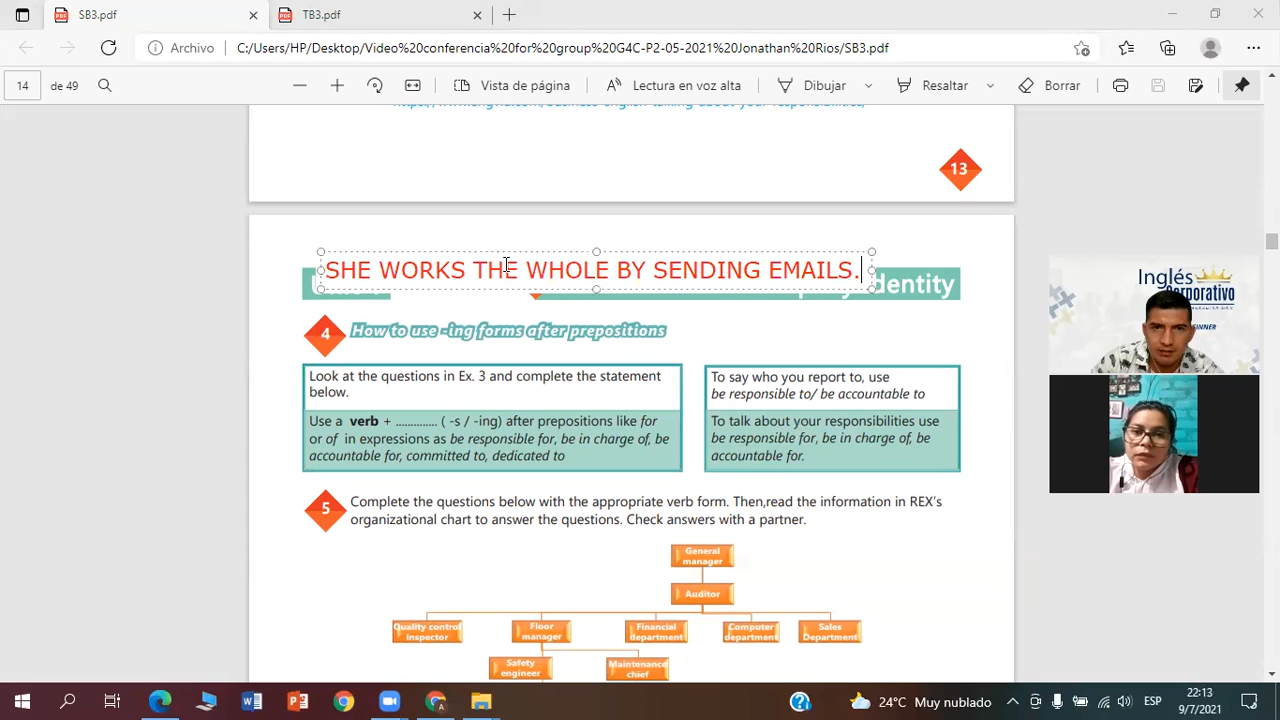 SB3.pdf
TB3.pdf
Archivo
C:/Users/HP/Desktop/Video%20conferencia%20for%20group%20G4C-P2-05-2021%20Jonathan%20Rios/SB3.pdf
14
de 49
Vista de página
Lectura en voz alta
Dibujar
Resaltar
Borrar
13
SHE WORKS THE WHOLE BY SENDING EMAILS.
identity
4
How to use -ing forms after prepositions
Look at the questions in Ex. 3 and complete the statement
below.
Use a verb + .............. ( -s / -ing) after prepositions like for
or of in expressions as be responsible for, be in charge of, be
accountable for, committed to, dedicated to
To say who you report to, use
be responsible to/ be accountable to
To talk about your responsibilities use
be responsible for, be in charge of, be
accountable for.
5
Complete the questions below with the appropriate verb form. Then,read the information in REX's
organizational chart to answer the questions. Check answers with a partner.
General
manager
Auditor
Quality control
inspector
Floor
manager
Financial
department
Computer
department
Sales
Department
Safety
engineer
Maintenance
chief
Inglés
Corporativo
24°C Muy nublado
ESP
22:13
9/7/2021